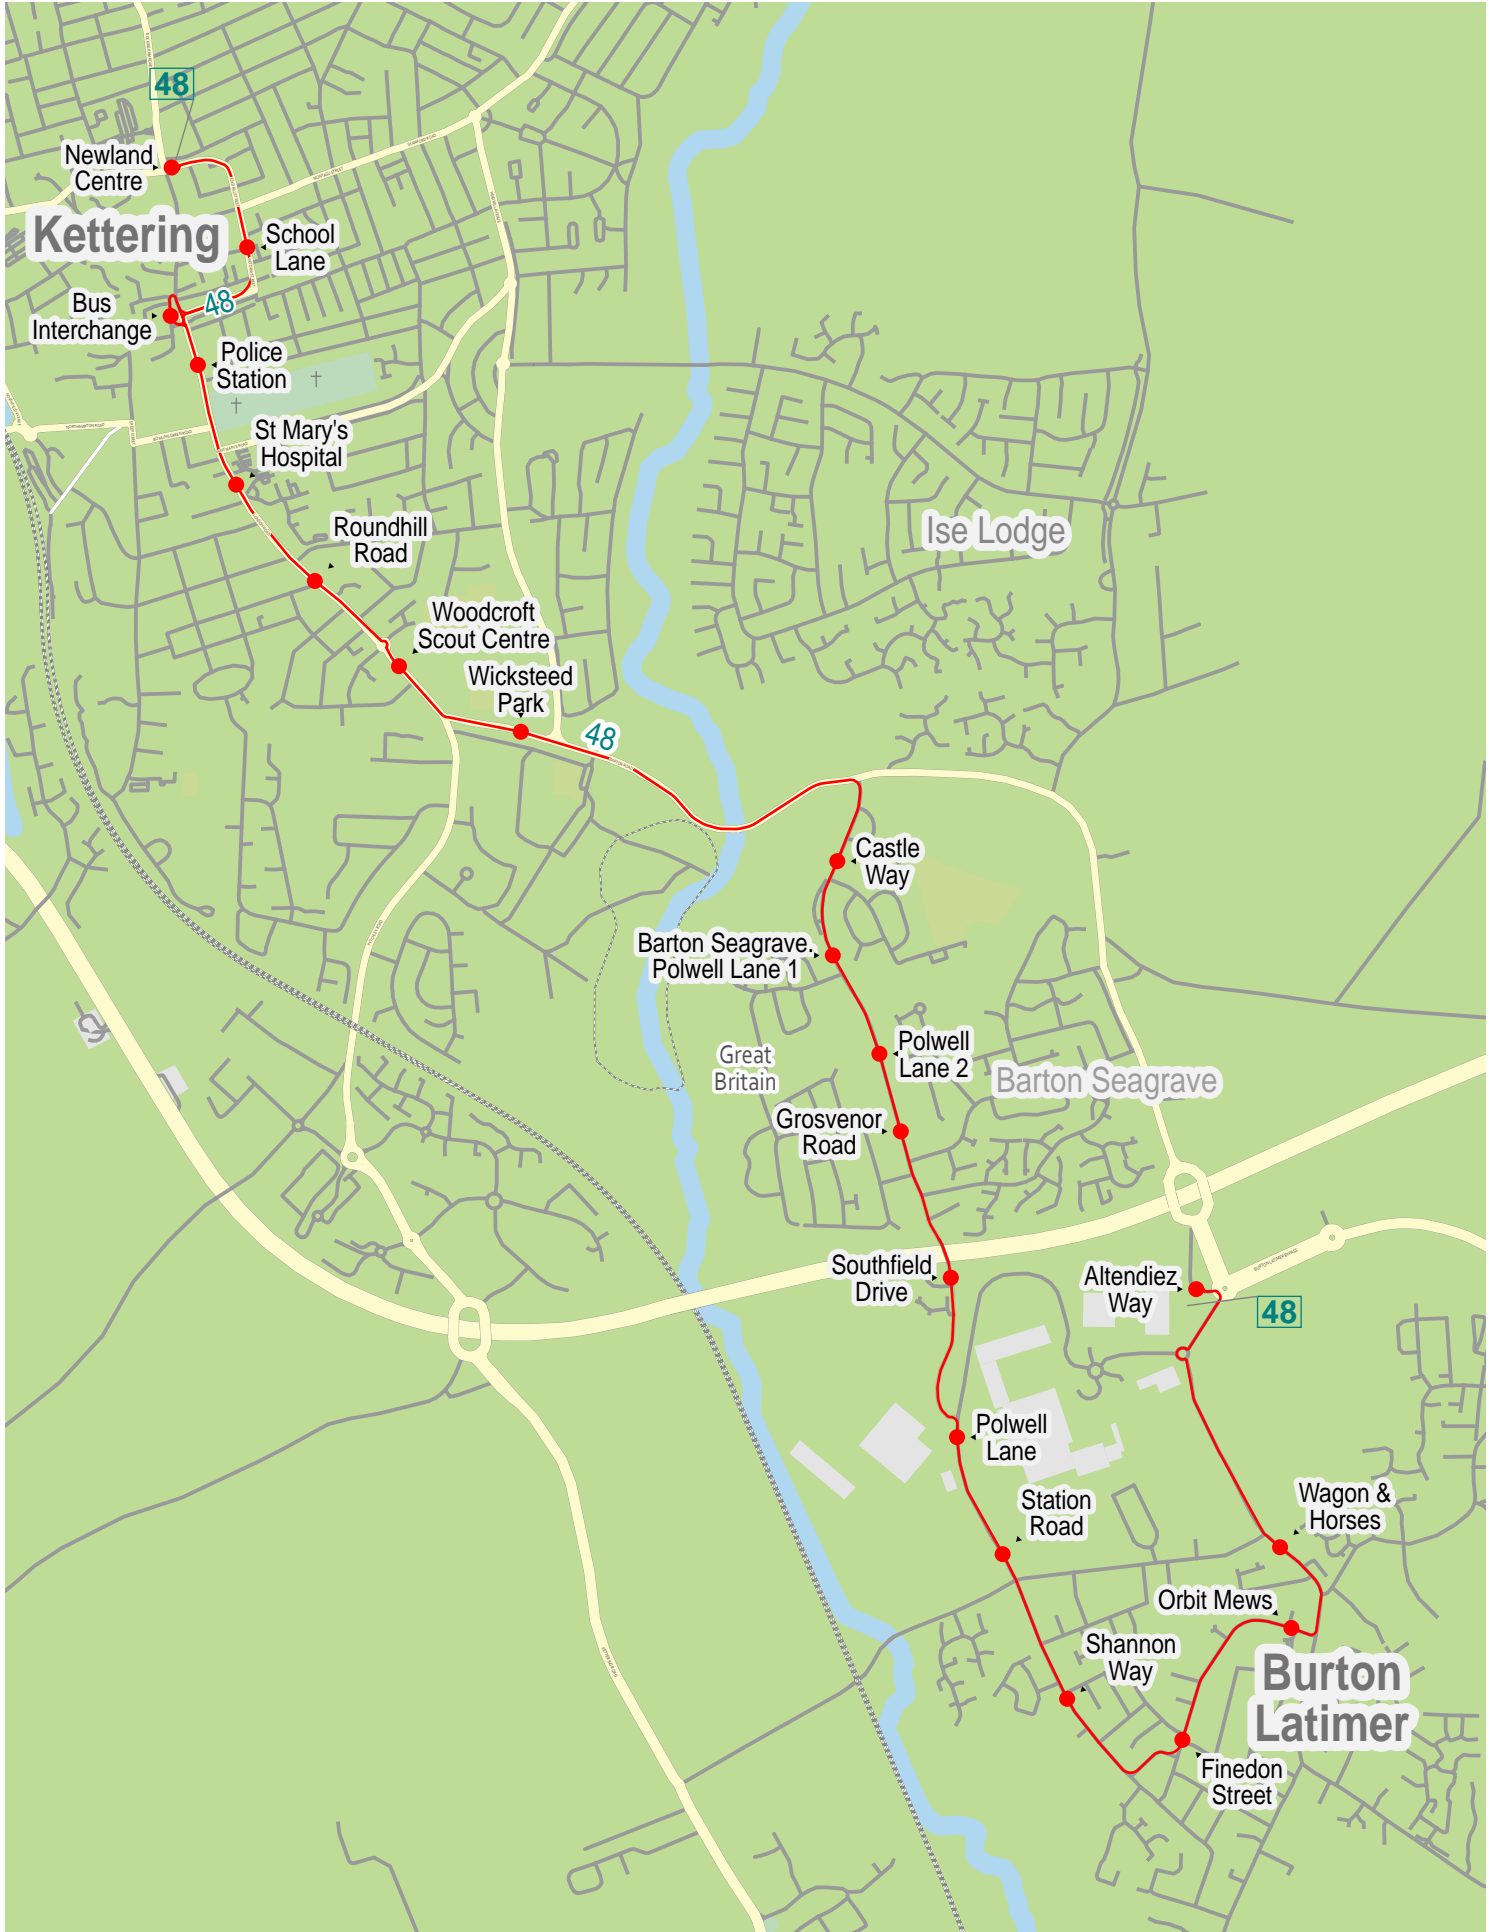 48
Newland
Centre
Kettering
School
Lane
48
Bus
Interchange
Police
Station
St Mary's
Hospital
Roundhill
Road
Ise Lodge
Woodcroft
Scout Centre
Wicksteed
Park
48
Castle
Way
Barton Seagrave.
Polwell Lane 1
Polwell
Lane 2
Great
Britain
Barton Seagrave
Grosvenor
Road
Southfield
Drive
Altendiez
Way
48
Polwell
Lane
Station
Road
Wagon &
Horses
Orbit Mews
Shannon
Way
Burton
Latimer
Finedon
Street